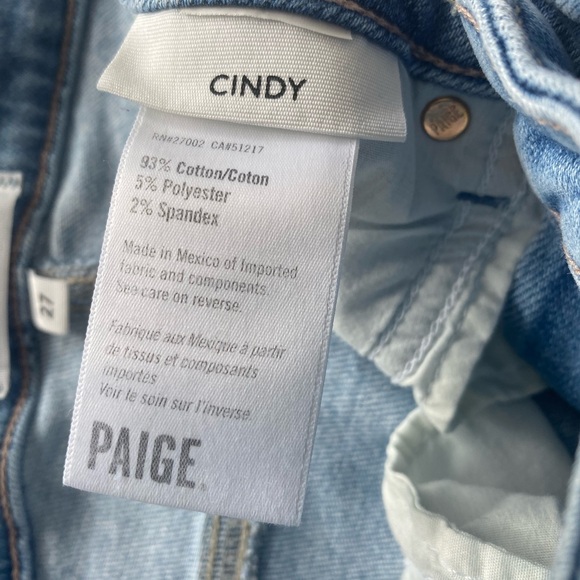 CINDY
RN#27002 CA#51217
93% Cotton/Coton
5% Polyester
2% Spandex
Made in Mexico of Imported
fabric and components.
See care on reverse.
Fabriqué aux Mexique à partir
de tissus et composants
importés
Voir le soin sur l'inverse.
PAIGE
27
PAIGE